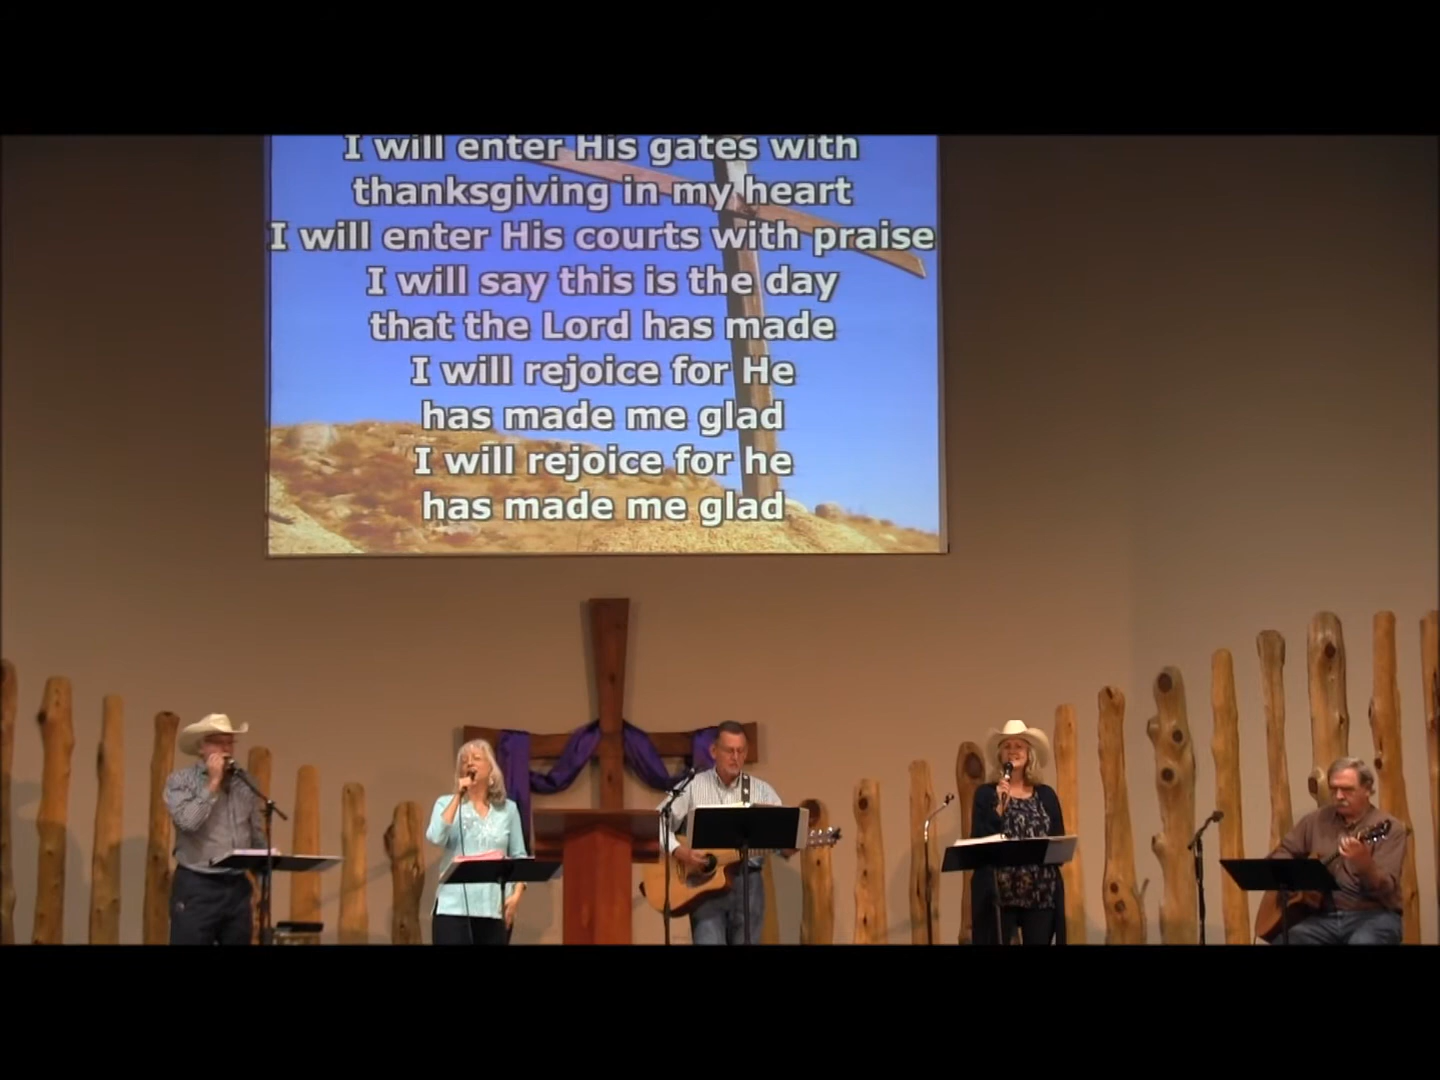 I will enter His gates with
thanksgiving in my heart
I will enter His courts with praise
I will say this is the day
that the Lord has made
I will rejoice for He
has made me glad
I will rejoice for he
has made me glad